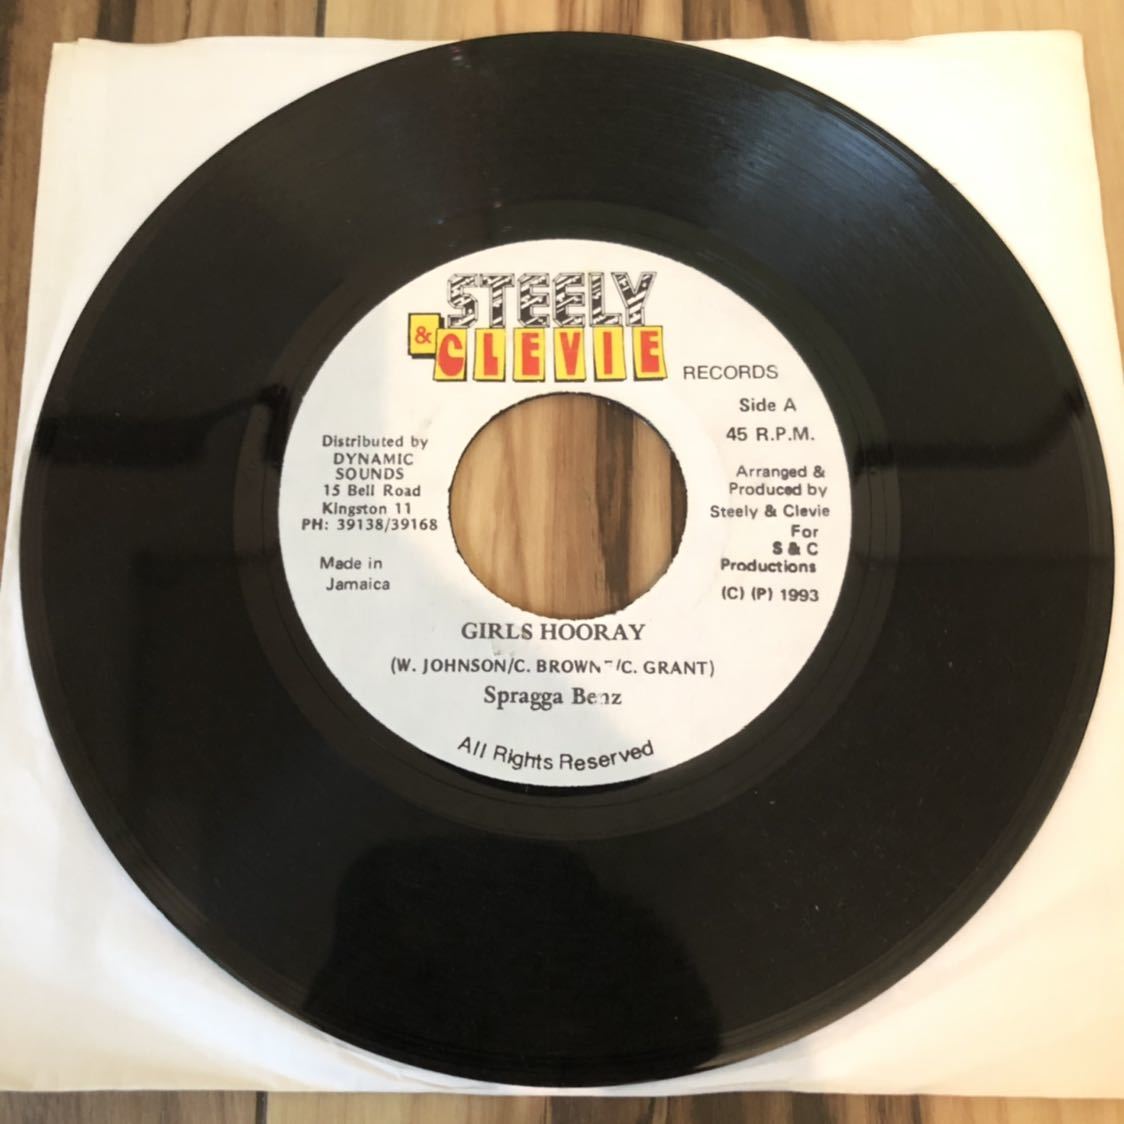 STEELY
& CLEVIE
RECORDS
Side A
45 R.P.M.
Arranged &
Produced by
Steely & Clevie
For
S & C
Productions
(C) (P) 1993
Distributed by
DYNAMIC
SOUNDS
15 Bell Road
Kingston 11
PH: 39138/39168
Made in
Jamaica
GIRLS HOORAY
(W. JOHNSON/C. BROWNE/C. GRANT)
Spragga Benz
All Rights Reserved